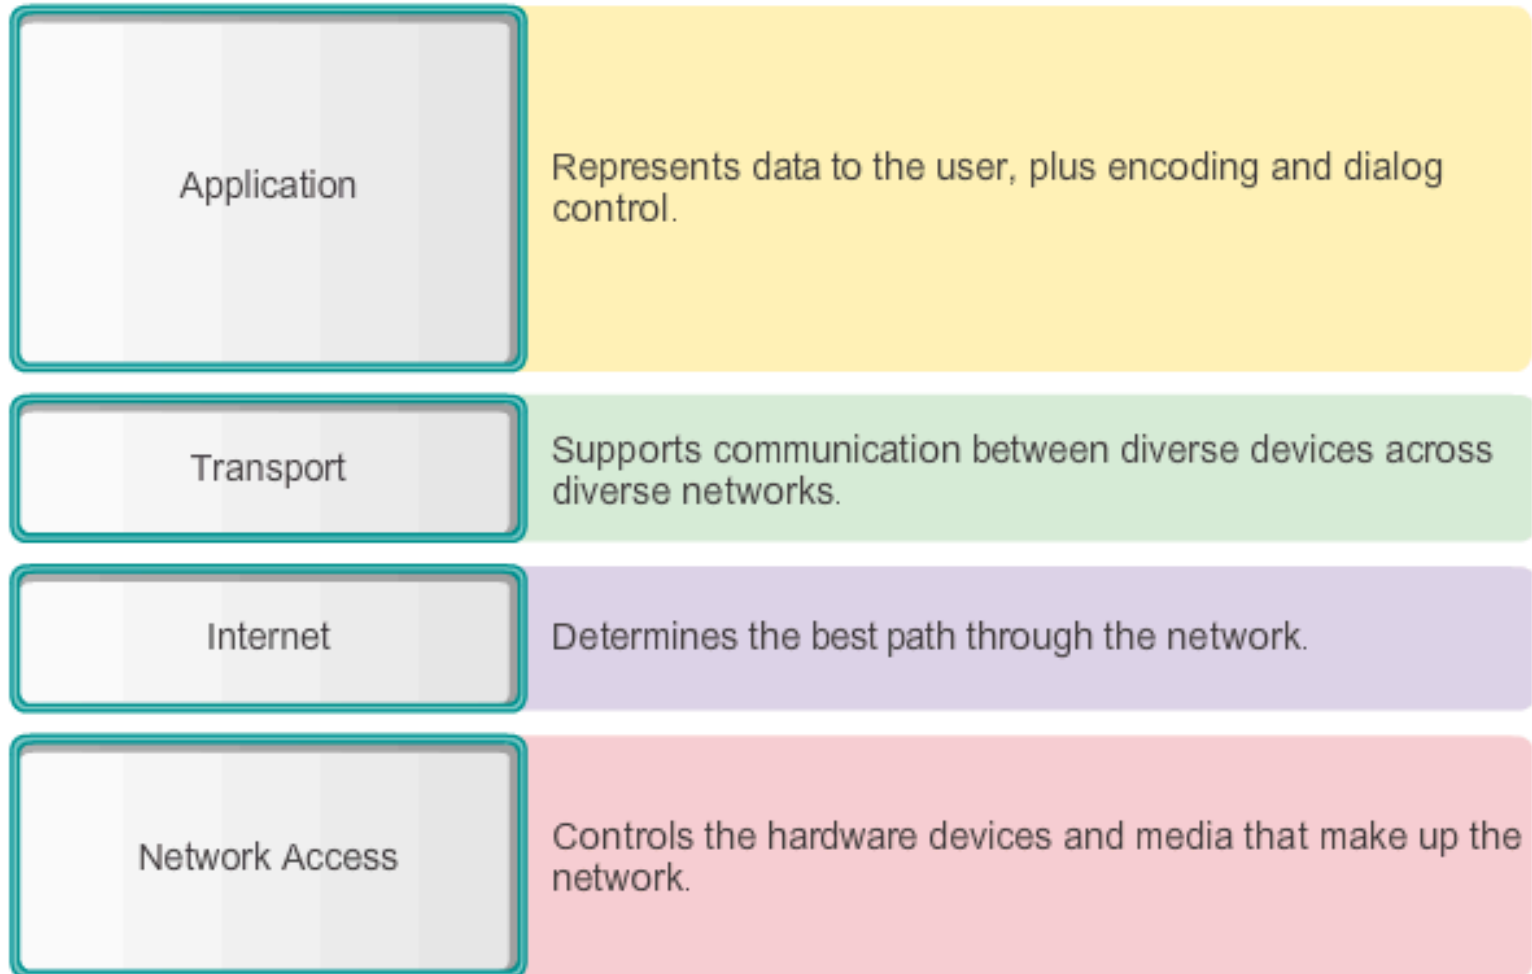 Application
Represents data to the user, plus encoding and dialog
control.
Transport
Supports communication between diverse devices across
diverse networks.
Internet
Determines the best path through the network.
Network Access
Controls the hardware devices and media that make up the
network.